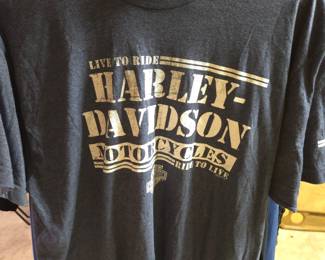 LIVE TO RIDE
HARLEY-
DAVIDSON
MOTORCYCLES
RIDE TO LIVE